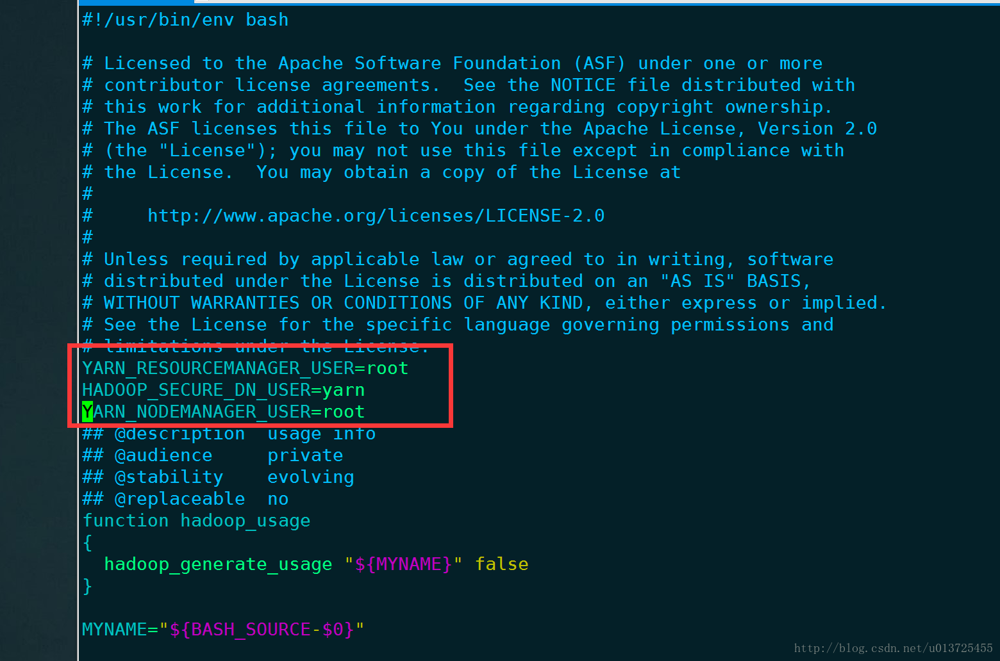 #!/usr/bin/env bash
# Licensed to the Apache Software Foundation (ASF) under one or more
# contributor license agreements.  See the NOTICE file distributed with
# this work for additional information regarding copyright ownership.
# The ASF licenses this file to You under the Apache License, Version 2.0
# (the "License"); you may not use this file except in compliance with
# the License.  You may obtain a copy of the License at
#
#     http://www.apache.org/licenses/LICENSE-2.0
#
# Unless required by applicable law or agreed to in writing, software
# distributed under the License is distributed on an "AS IS" BASIS,
# WITHOUT WARRANTIES OR CONDITIONS OF ANY KIND, either express or implied.
# See the License for the specific language governing permissions and
# limitations under the License.
YARN_RESOURCEMANAGER_USER=root
HADOOP_SECURE_DN_USER=yarn
YARN_NODEMANAGER_USER=root
## @description  usage info
## @audience     private
## @stability    evolving
## @replaceable  no
function hadoop_usage
{
  hadoop_generate_usage "${MYNAME}" false
}
MYNAME="${BASH_SOURCE-$0}"
http://blog.csdn.net/u013725455